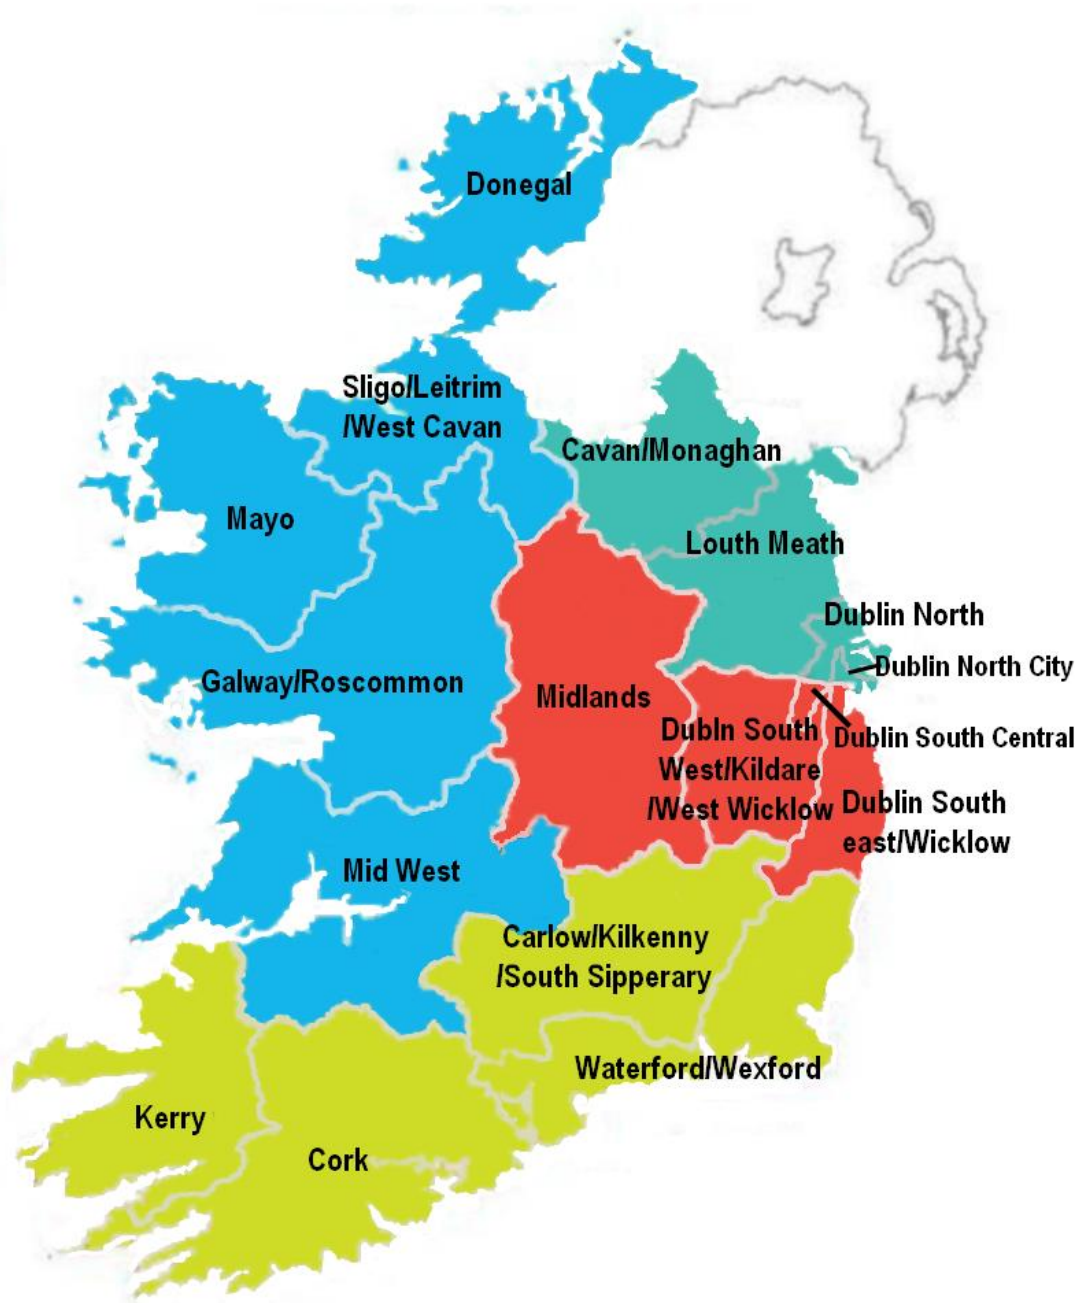 Donegal
Sligo/Leitrim
/West Cavan
Cavan/Monaghan
Mayo
Louth Meath
Dublin North
Dublin North City
Galway/Roscommon
Midlands
Dubln South
West/Kildare
/West Wicklow
Dublin South Central
Dublin South
east/Wicklow
Mid West
Carlow/Kilkenny
/South Sipperary
Waterford/Wexford
Kerry
Cork